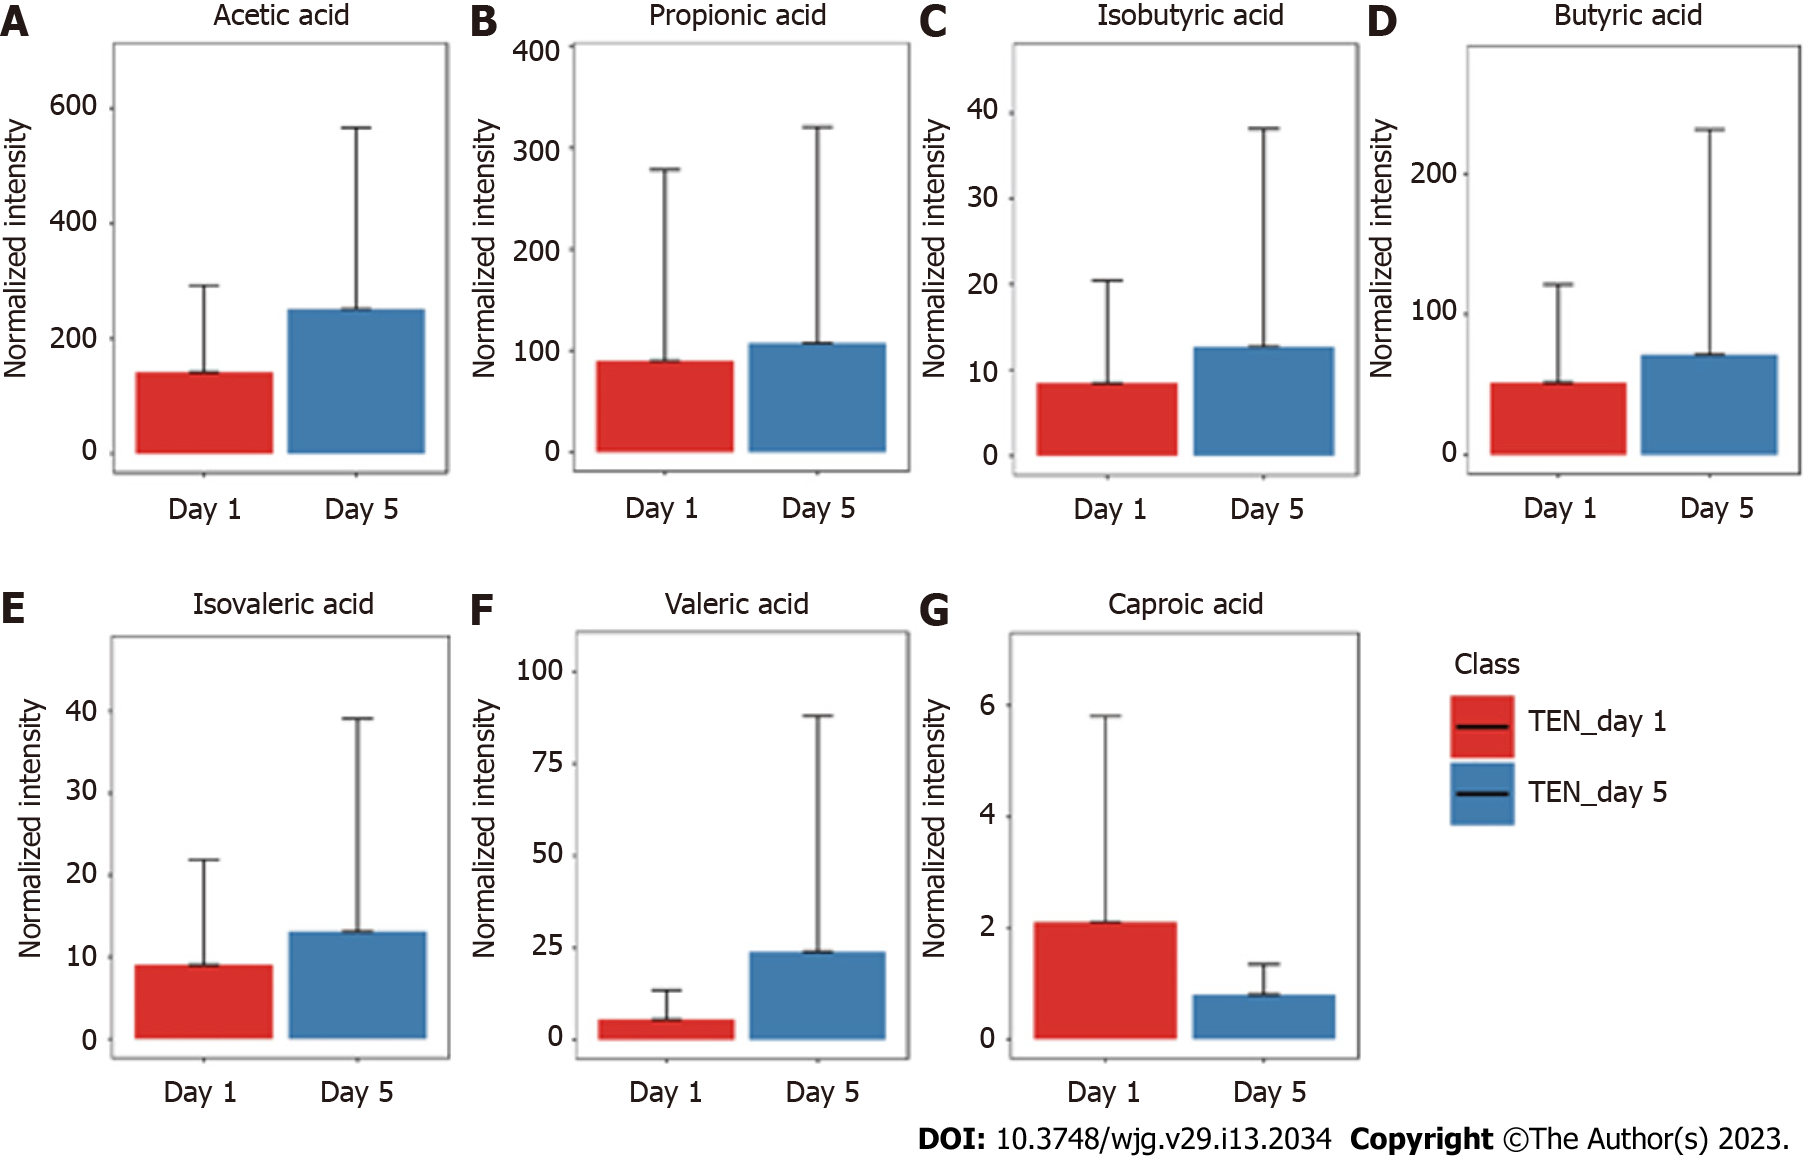 A Acetic acid
Normalized intensity
600
400
200
0
Day 1 Day 5
B Propionic acid
Normalized intensity
400
300
200
100
0
Day 1 Day 5
C Isobutyric acid
Normalized intensity
40
30
20
10
0
Day 1 Day 5
D Butyric acid
Normalized intensity
200
100
0
Day 1 Day 5
E Isovaleric acid
Normalized intensity
40
30
20
10
0
Day 1 Day 5
F Valeric acid
Normalized intensity
100
75
50
25
0
Day 1 Day 5
G Caproic acid
Normalized intensity
6
4
2
0
Day 1 Day 5
Class
TEN_day 1
TEN_day 5
DOI: 10.3748/wjg.v29.i13.2034 Copyright ©The Author(s) 2023.